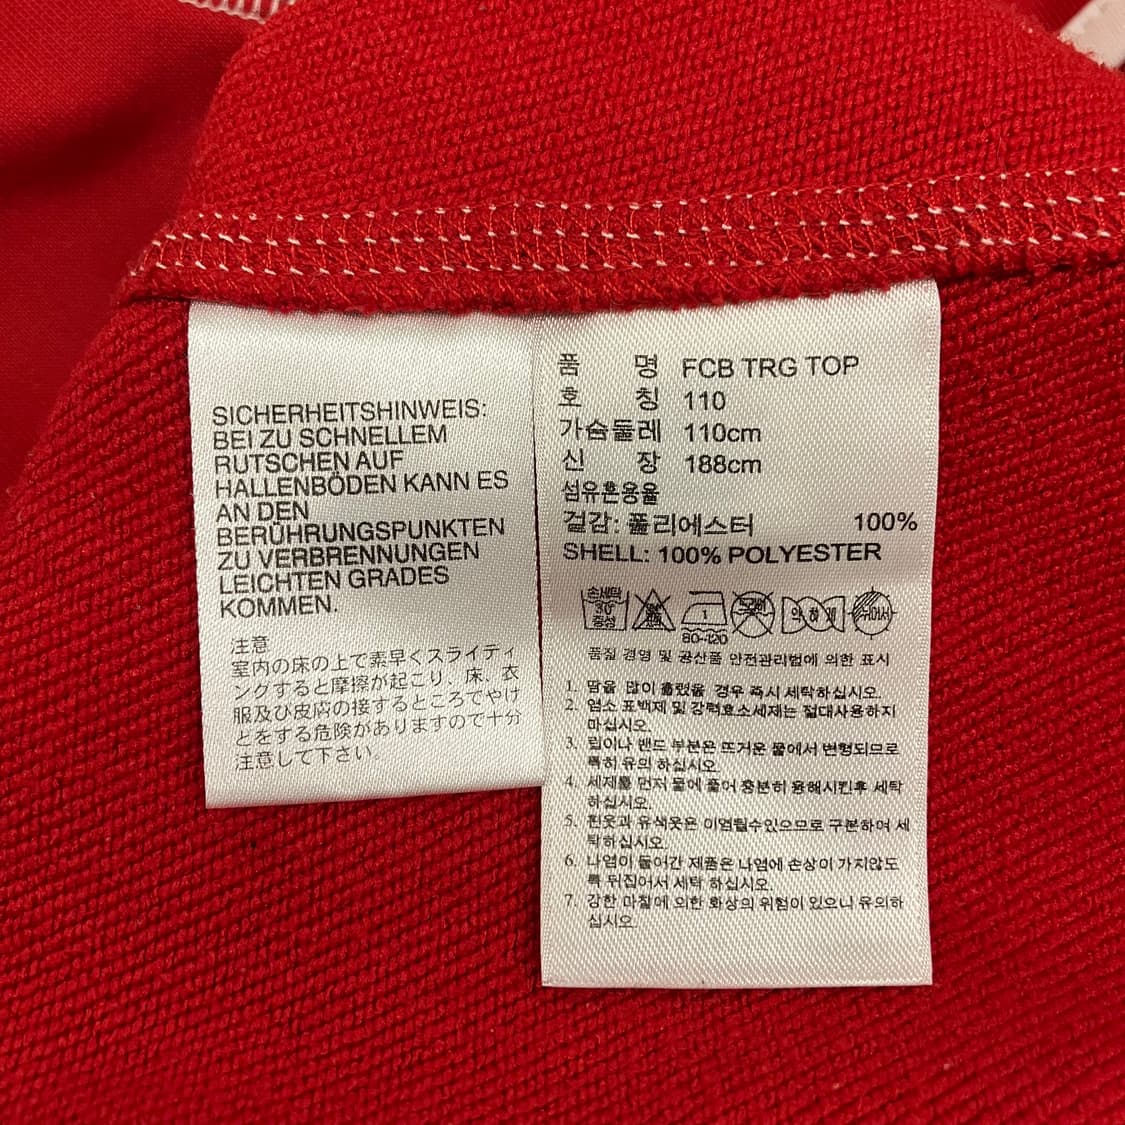 SICHERHEITSHINWEIS:
BEI ZU SCHNELLEM
RUTSCHEN AUF
HALLENBÖDEN KANN ES
AN DEN
BERÜHRUNGSPUNKTEN
ZU VERBRENNUNGEN
LEICHTEN GRADES
KOMMEN.
注意
室内の床の上で素早くスライディ
ングすると摩擦が起こり、床、衣
服及び皮膚の接するところでやけ
どをする危険がありますので十分
注意して下さい。
품 명 FCB TRG TOP
호 칭 110
가슴둘레 110cm
신 장 188cm
섬유혼용율
겉감: 폴리에스터 100%
SHELL: 100% POLYESTER
손세탁 30° 중성 1 80~120 약하게 뉘어서
품질 경영 및 공산품 안전관리법에 의한 표시
1. 땀을 많이 흘렸을 경우 즉시 세탁하십시오.
2. 염소 표백제 및 강력효소세제는 절대사용하지
마십시오.
3. 립이나 밴드 부분은 뜨거운 물에서 변형되므로
특히 유의 하십시오.
4. 세제를 먼저 물에 풀어 충분히 용해시킨후 세탁
하십시오.
5. 흰옷과 유색옷은 이염될수있으므로 구분하여 세
탁하십시오.
6. 나염이 들어간 제품은 나염에 손상이 가지않도
록 뒤집어서 세탁 하십시오.
7. 강한 마찰에 의한 화상의 위험이 있으니 유의하
십시오.